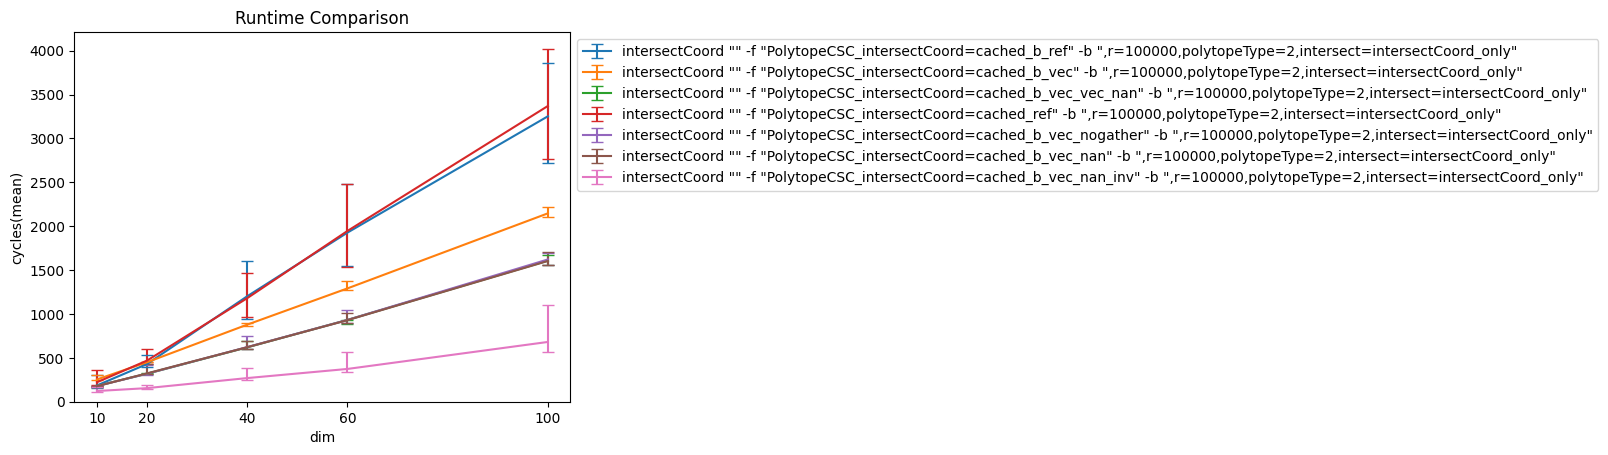 Runtime Comparison
cycles(mean)
4000
3500
3000
2500
2000
1500
1000
500
0
10 20 40 60 100
dim
intersectCoord "" -f "PolytopeCSC_intersectCoord=cached_b_ref" -b ",r=100000,polytopeType=2,intersect=intersectCoord_only"
intersectCoord "" -f "PolytopeCSC_intersectCoord=cached_b_vec" -b ",r=100000,polytopeType=2,intersect=intersectCoord_only"
intersectCoord "" -f "PolytopeCSC_intersectCoord=cached_b_vec_vec_nan" -b ",r=100000,polytopeType=2,intersect=intersectCoord_only"
intersectCoord "" -f "PolytopeCSC_intersectCoord=cached_ref" -b ",r=100000,polytopeType=2,intersect=intersectCoord_only"
intersectCoord "" -f "PolytopeCSC_intersectCoord=cached_b_vec_nogather" -b ",r=100000,polytopeType=2,intersect=intersectCoord_only"
intersectCoord "" -f "PolytopeCSC_intersectCoord=cached_b_vec_nan" -b ",r=100000,polytopeType=2,intersect=intersectCoord_only"
intersectCoord "" -f "PolytopeCSC_intersectCoord=cached_b_vec_nan_inv" -b ",r=100000,polytopeType=2,intersect=intersectCoord_only"